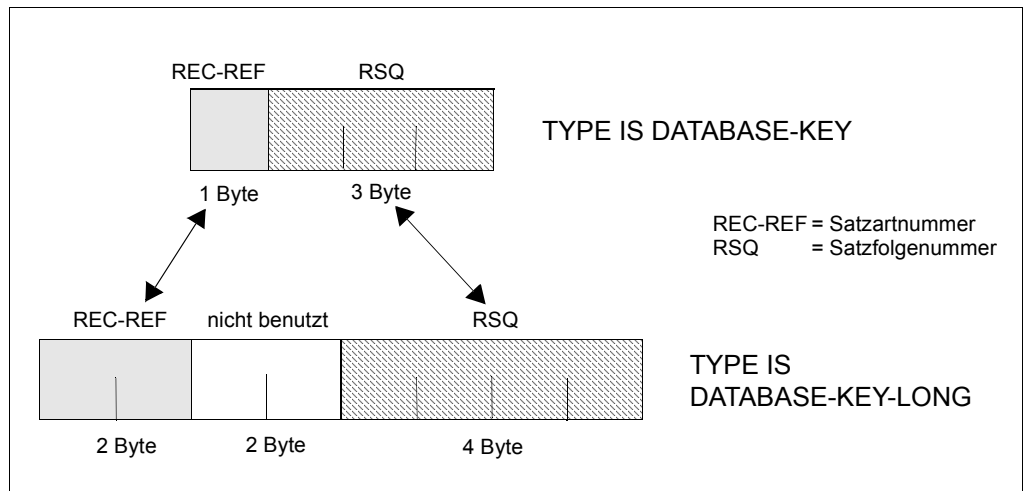 REC-REF RSQ
TYPE IS DATABASE-KEY
1 Byte 3 Byte
REC-REF = Satzartnummer
RSQ = Satzfolgenummer
REC-REF nicht benutzt RSQ
TYPE IS
DATABASE-KEY-LONG
2 Byte 2 Byte 4 Byte